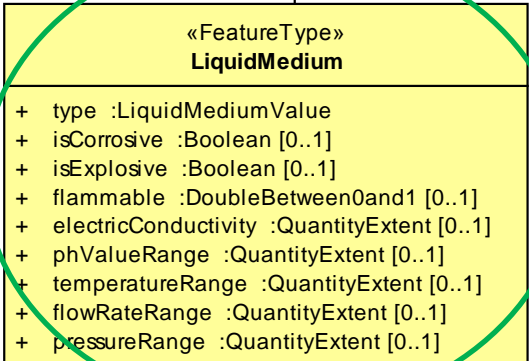 «FeatureType»
LiquidMedium
+ type :LiquidMediumValue
+ isCorrosive :Boolean [0..1]
+ isExplosive :Boolean [0..1]
+ flammable :DoubleBetween0and1 [0..1]
+ electricConductivity :QuantityExtent [0..1]
+ phValueRange :QuantityExtent [0..1]
+ temperatureRange :QuantityExtent [0..1]
+ flowRateRange :QuantityExtent [0..1]
+ pressureRange :QuantityExtent [0..1]